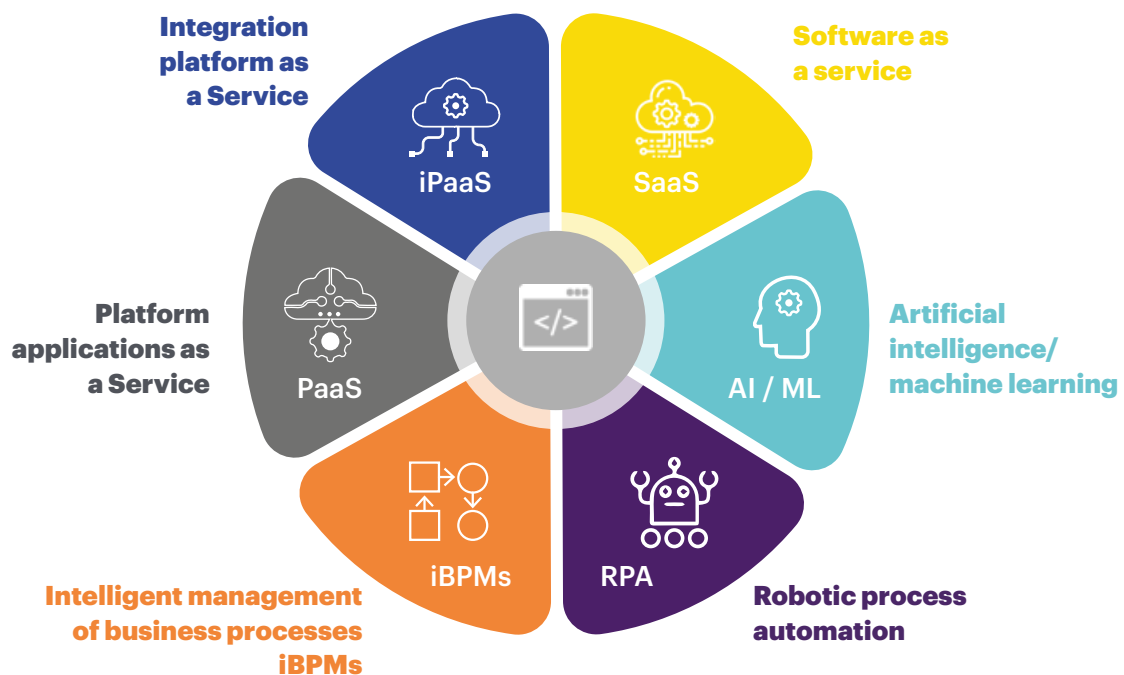 Integration
platform as
a Service
Software as
a service
iPaaS
SaaS
Platform
applications as
a Service
PaaS
</>
AI / ML
Artificial
intelligence/
machine learning
iBPMs
RPA
Intelligent management
of business processes
iBPMs
Robotic process
automation